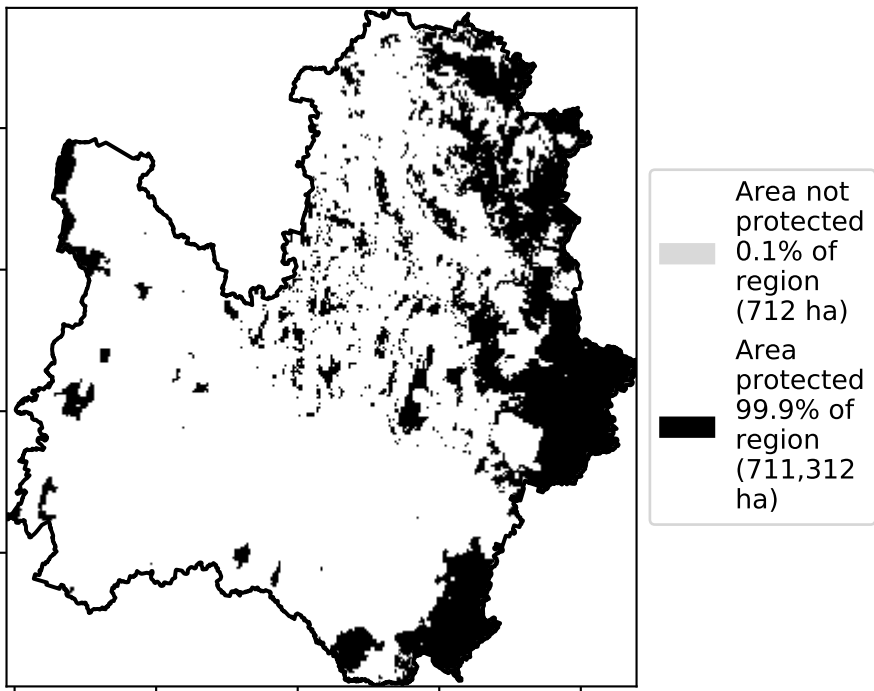 Area not
protected
0.1% of
region
(712 ha)
Area
protected
99.9% of
region
(711,312
ha)